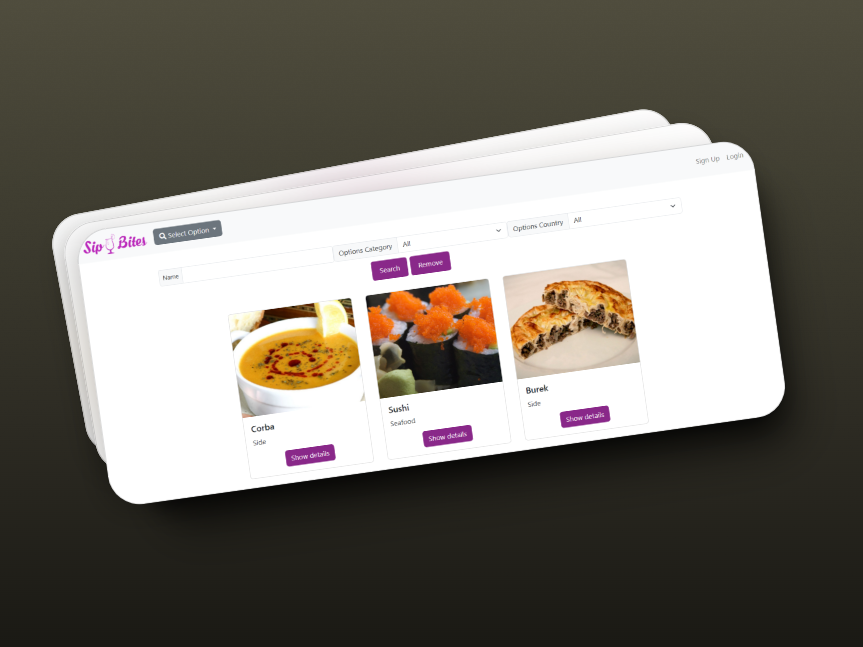 Sip Bites
Select Option
Sign Up Login
Name
Options Category All
Options Country All
Search Remove
Corba
Side
Show details
Sushi
Seafood
Show details
Burek
Side
Show details